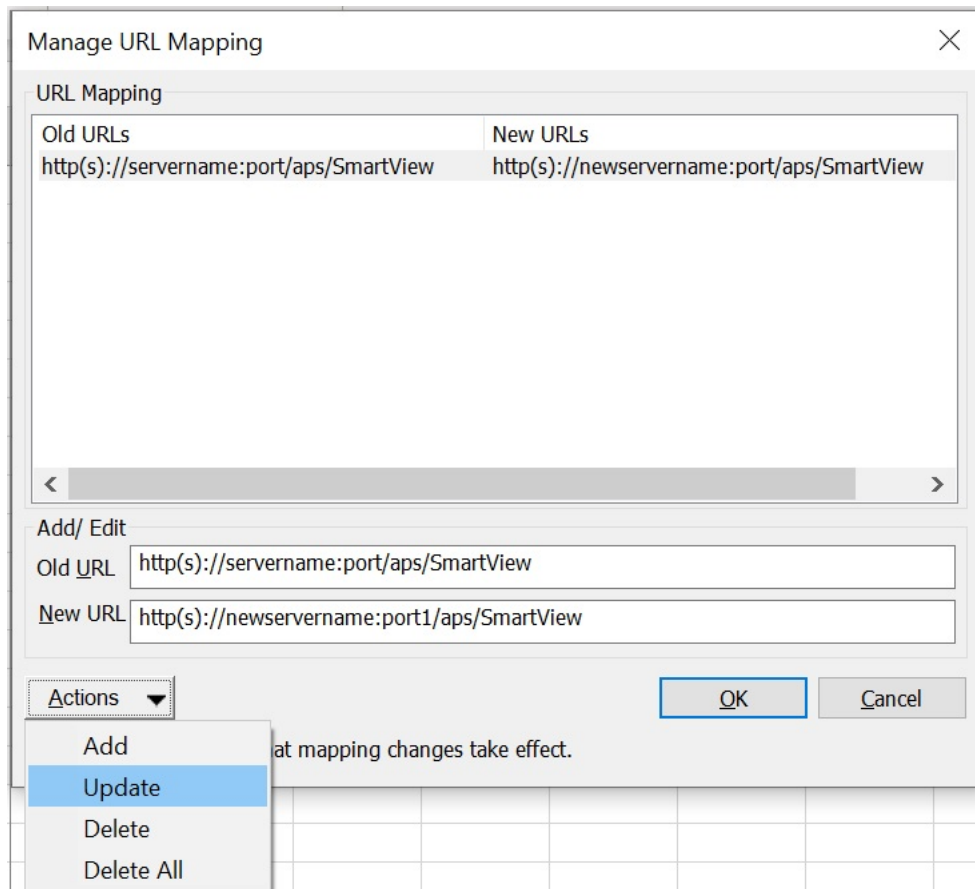 Manage URL Mapping
URL Mapping
Old URLs New URLs
http(s)://servername:port/aps/SmartView http(s)://newservername:port/aps/SmartView
Add/ Edit
Old URL http(s)://servername:port/aps/SmartView
New URL http(s)://newservername:port1/aps/SmartView
Actions OK Cancel
Add at mapping changes take effect.
Update
Delete
Delete All